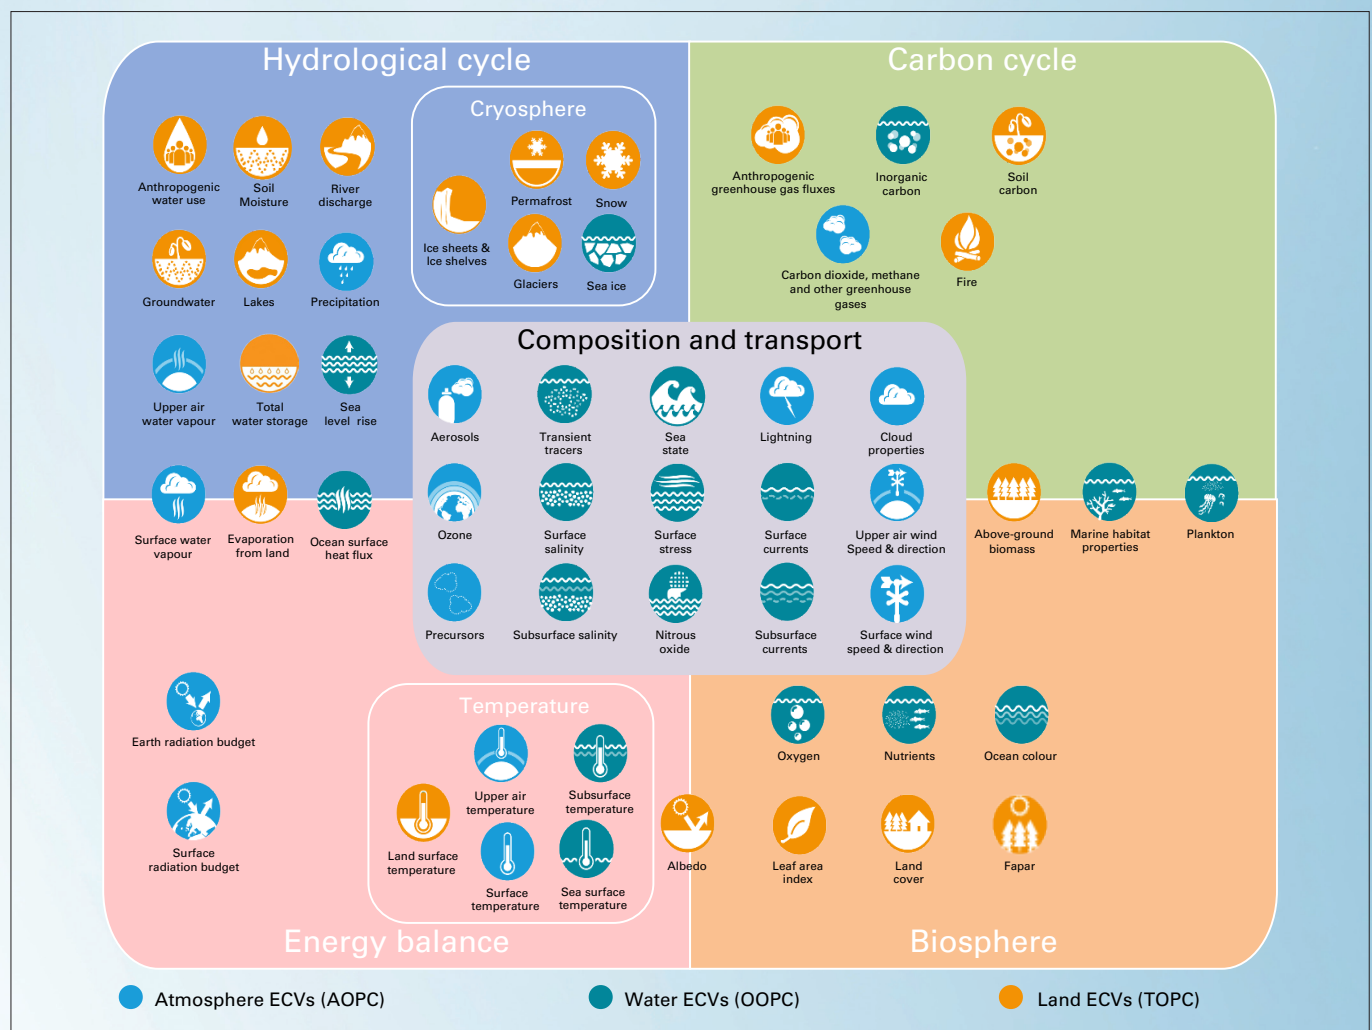 Hydrological cycle
Carbon cycle
Cryosphere
Anthropogenic
water use
Soil
Moisture
River
discharge
Groundwater
Lakes
Precipitation
Upper air
water vapour
Total
water storage
Sea
level rise
Ice sheets &
Ice shelves
Permafrost
Snow
Glaciers
Sea ice
Anthropogenic
greenhouse gas fluxes
Inorganic
carbon
Soil
carbon
Carbon dioxide, methane
and other greenhouse
gases
Fire
Composition and transport
Aerosols
Transient
tracers
Sea
state
Lightning
Cloud
properties
Ozone
Surface
salinity
Surface
stress
Surface
currents
Upper air wind
Speed & direction
Precursors
Subsurface salinity
Nitrous
oxide
Subsurface
currents
Surface wind
speed & direction
Surface water
vapour
Evaporation
from land
Ocean surface
heat flux
Above-ground
biomass
Marine habitat
properties
Plankton
Earth radiation budget
Surface
radiation budget
Temperature
Land surface
temperature
Upper air
temperature
Subsurface
temperature
Surface
temperature
Sea surface
temperature
Albedo
Oxygen
Nutrients
Ocean colour
Leaf area
index
Land
cover
Fapar
Energy balance
Biosphere
Atmosphere ECVs (AOPC)
Water ECVs (OOPC)
Land ECVs (TOPC)